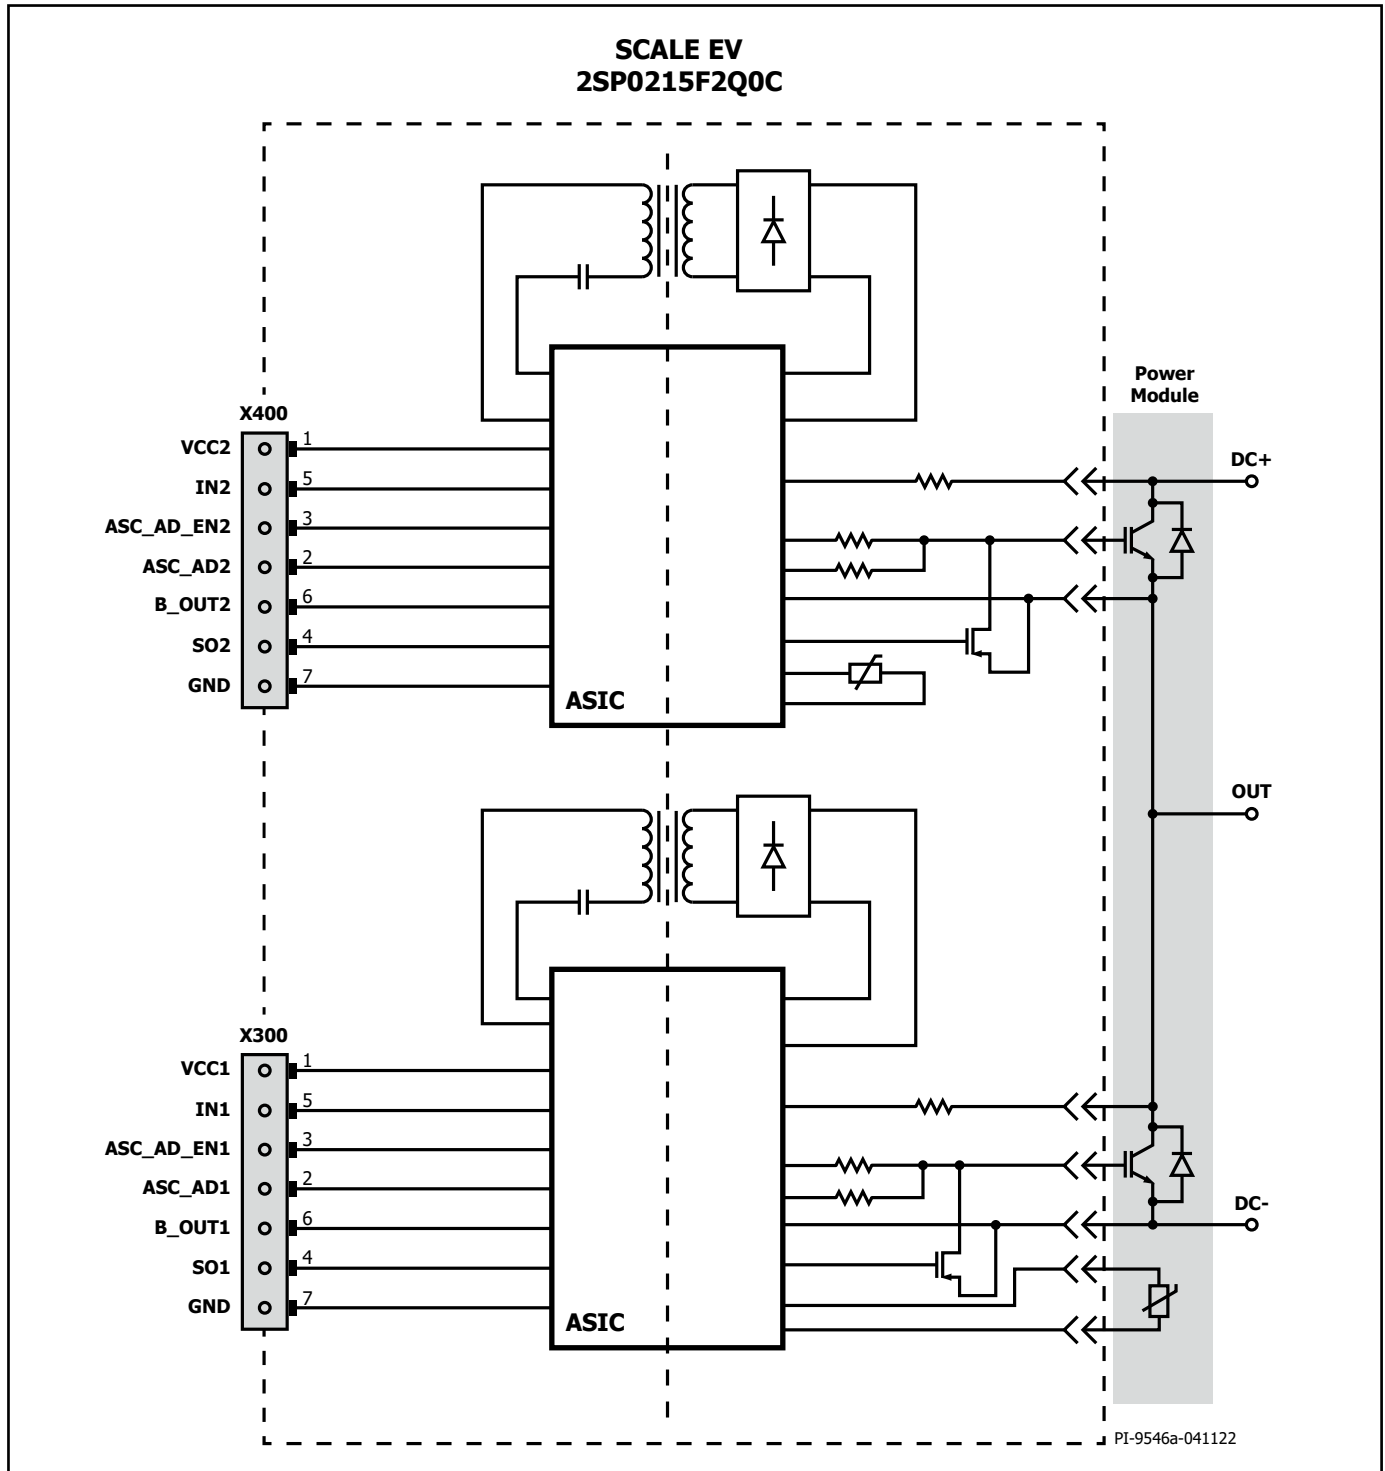 SCALE EV
2SP0215F2Q0C
Power
Module
X400
VCC2 1
IN2 5
ASC_AD_EN2 3
ASC_AD2 2
B_OUT2 6
SO2 4
GND 7
ASIC
DC+
OUT
X300
VCC1 1
IN1 5
ASC_AD_EN1 3
ASC_AD1 2
B_OUT1 6
SO1 4
GND 7
ASIC
DC-
PI-9546a-041122